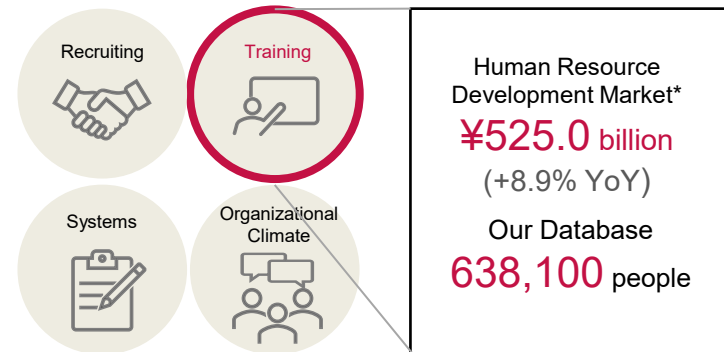 Recruiting
Training
Systems
Organizational
Climate
Human Resource
Development Market*
¥525.0 billion
(+8.9% YoY)
Our Database
638,100 people